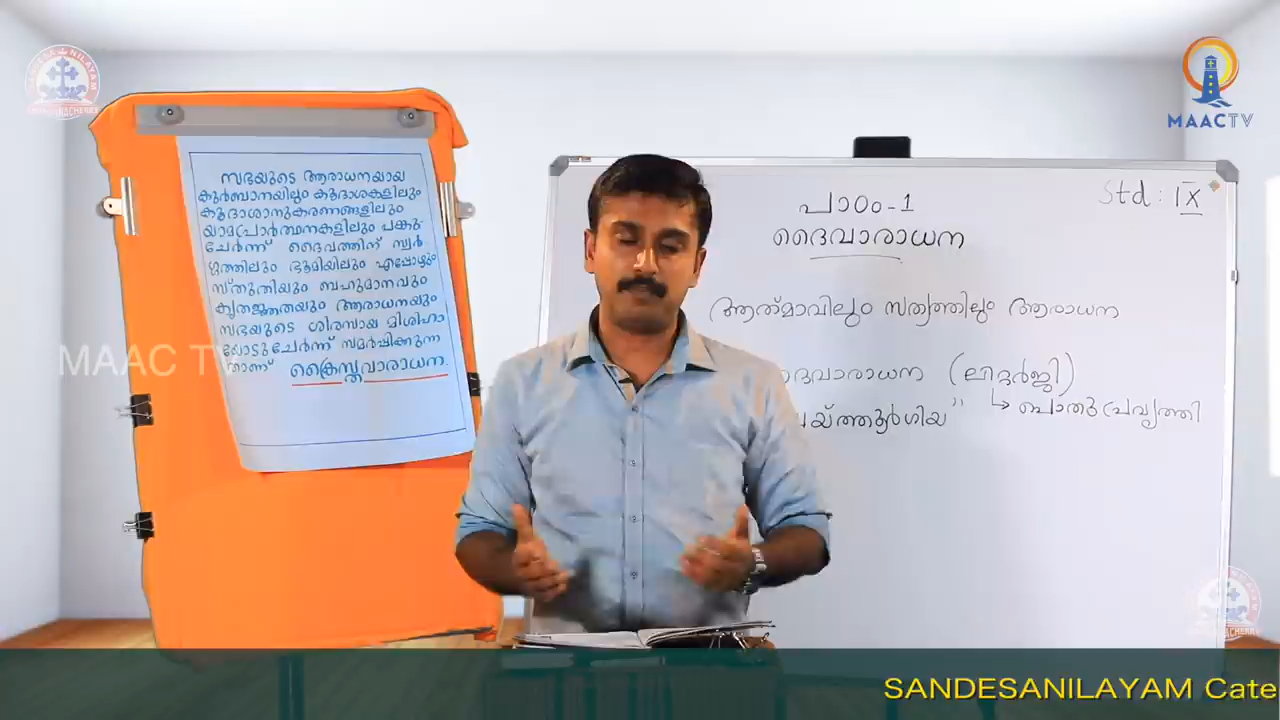 സഭയുടെ ആരാധനയായ
കുർബാനയിലും കൂദാശകളിലും
കൂദാശാനുകരണങ്ങളിലും
യാമപ്രാർത്ഥനകളിലും പങ്കു-
ചേർന്ന് ദൈവത്തിന് സ്വർ-
ഗ്ഗത്തിലും ഭൂമിയിലും എപ്പോഴും
സ്തുതിയും ബഹുമാനവും
കൃതജ്ഞതയും ആരാധനയും
സഭയുടെ ശിരസായ മിശിഹാ
യോടുചേർന്ന് സമർപ്പിക്കുന്ന
താണ് ക്രൈസ്തവാരാധന.
Std : IX
പാഠം-1
ദൈവാരാധന
ആത്മാവിലും സത്യത്തിലും ആരാധന
ദൈവാരാധന (ലിറ്റർജി)
യ്ത്തൂർഗിയ” ↳ പൊതുപ്രവൃത്തി
MAACTV
MAAC TV
SANDESANILAYAM Cate